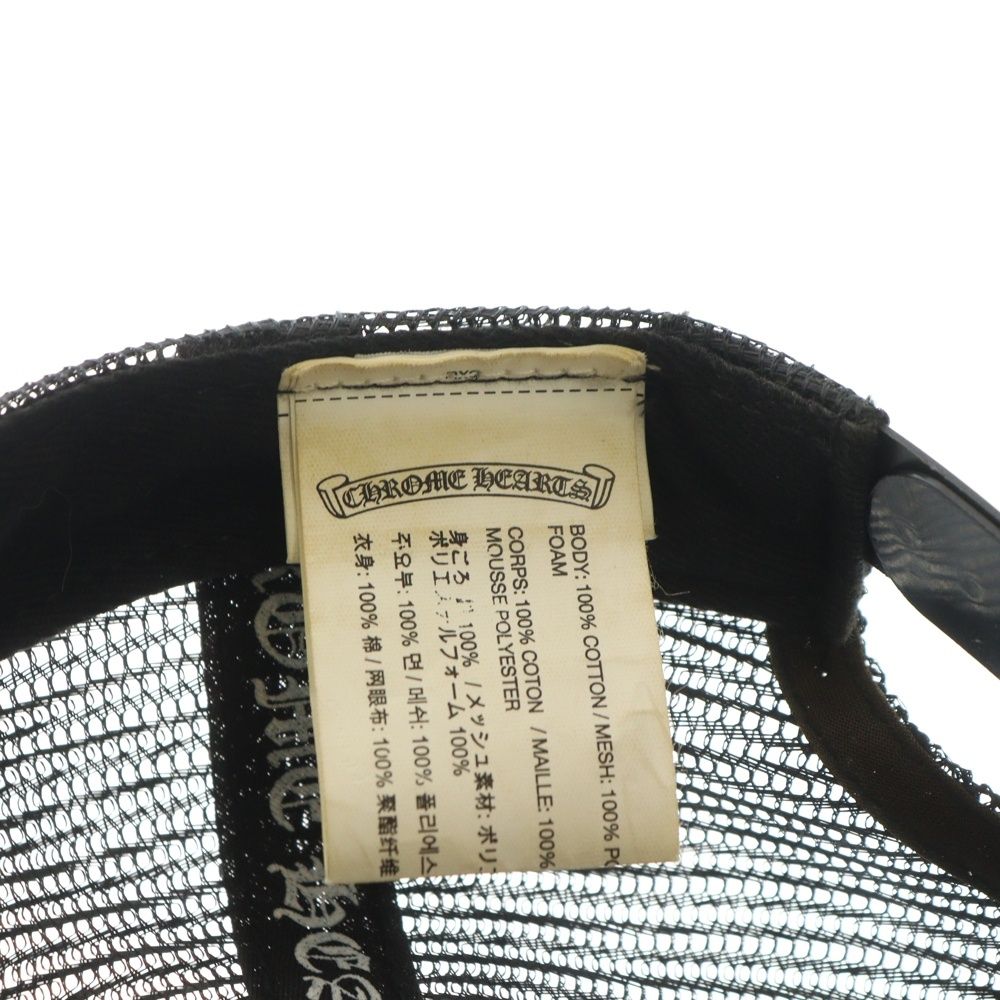 CHROME HEARTS
BODY: 100% COTTON / MESH: 100% PO
FOAM
CORPS: 100% COTON / MAILLE: 100%
MOUSSE POLYESTER
身ごろ 100% / メッシュ素材: ポリ
ポリエ ルフォーム 100%
주요부: 100% 면 / 메쉬: 100% 폴리에스
衣身: 100% 棉 / 网眼布: 100% 聚酯纤维